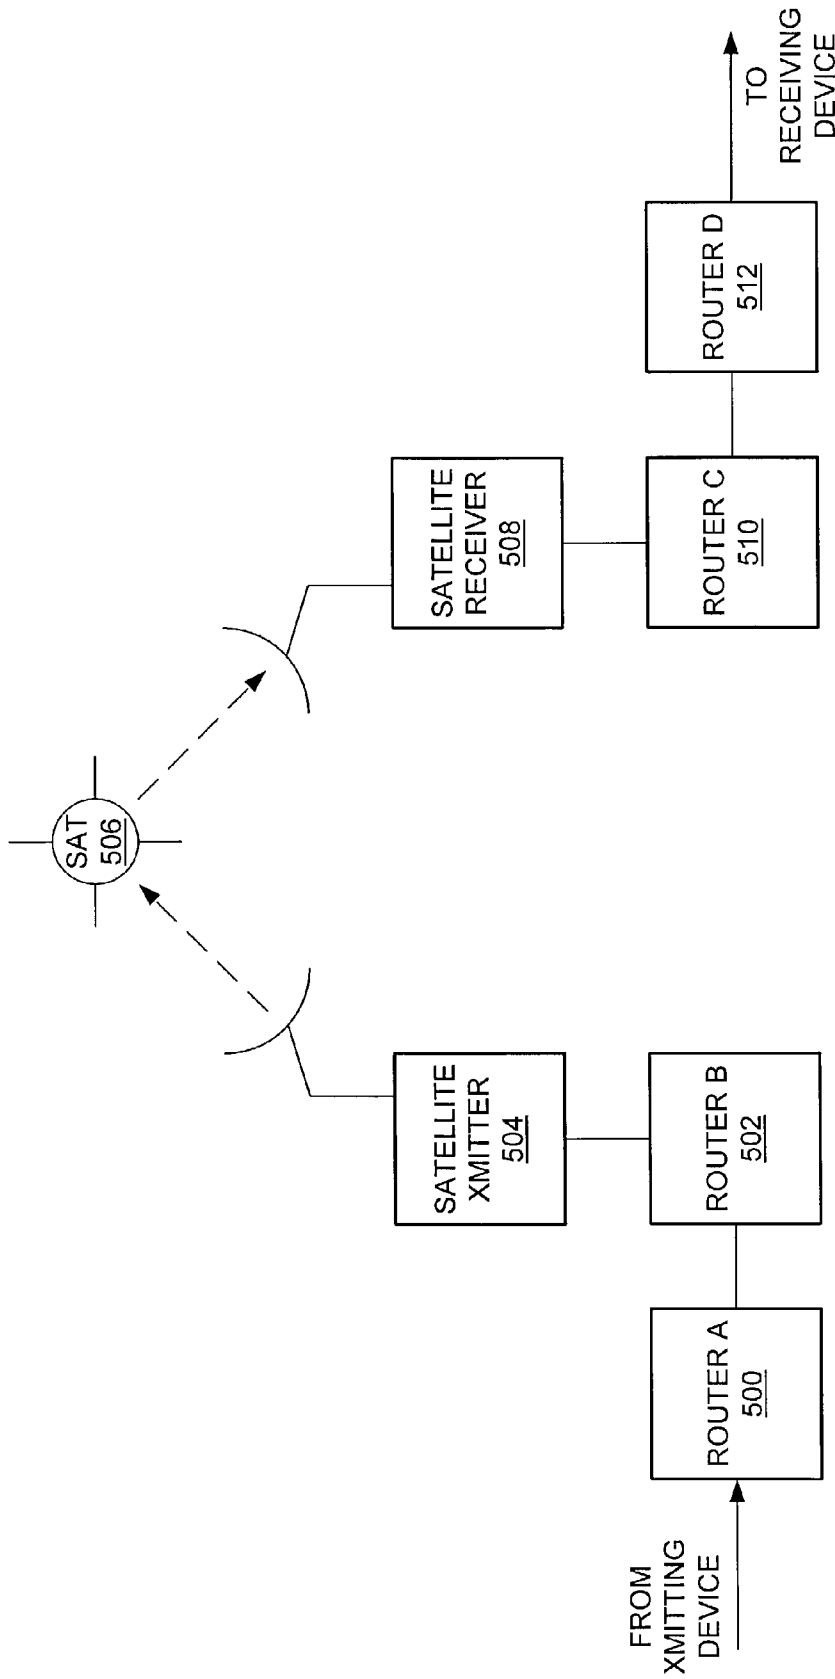 SAT
506
SATELLITE
XMITTER
504
SATELLITE
RECEIVER
508
FROM
XMITTING
DEVICE
ROUTER A
500
ROUTER B
502
ROUTER C
510
ROUTER D
512
TO
RECEIVING
DEVICE